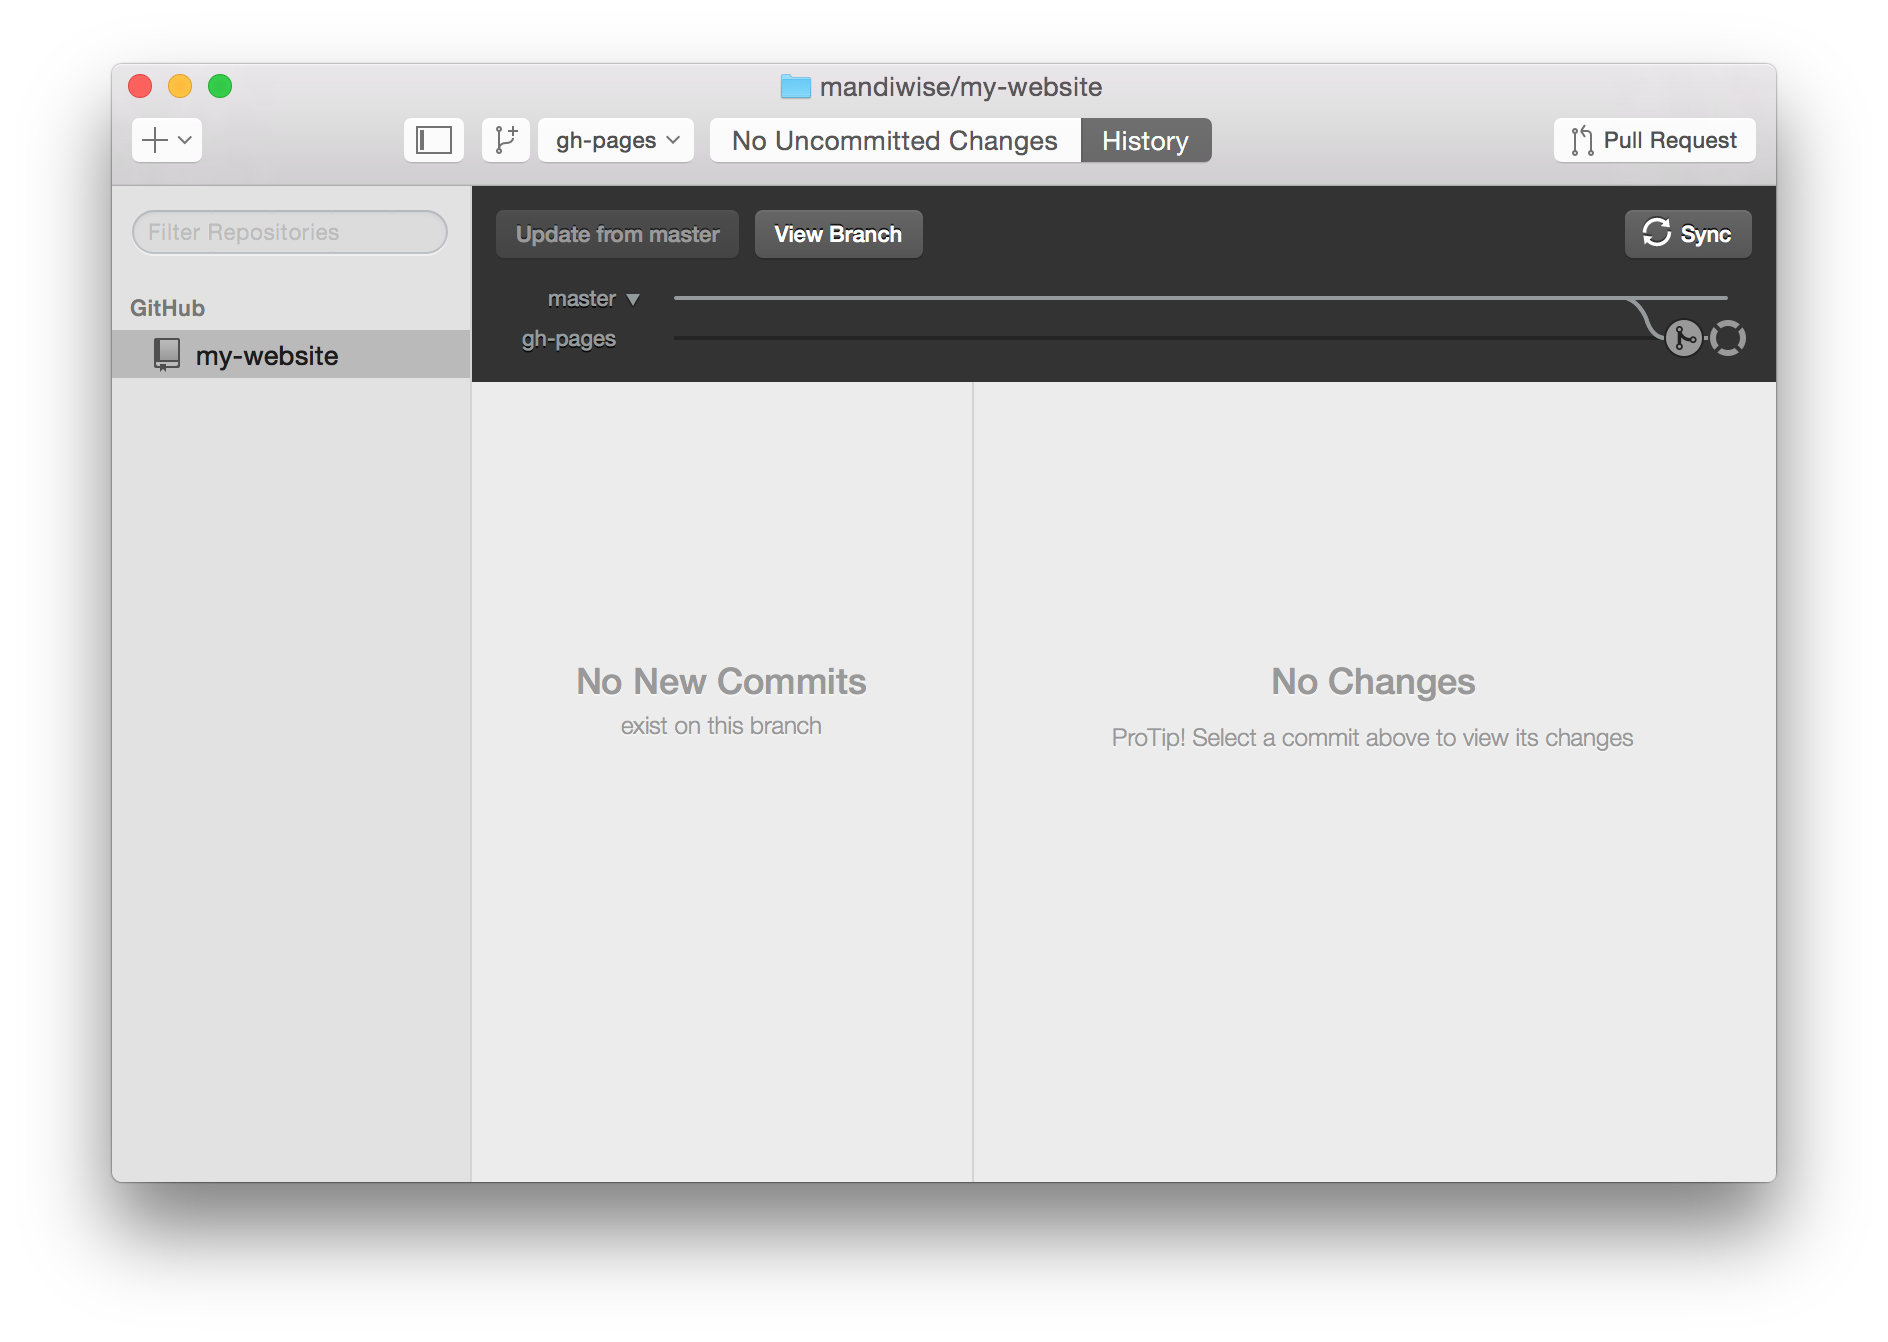 mandiwise/my-website
gh-pages
No Uncommitted Changes
History
Pull Request
Filter Repositories
GitHub
my-website
Update from master
View Branch
Sync
master
gh-pages
No New Commits
exist on this branch
No Changes
ProTip! Select a commit above to view its changes